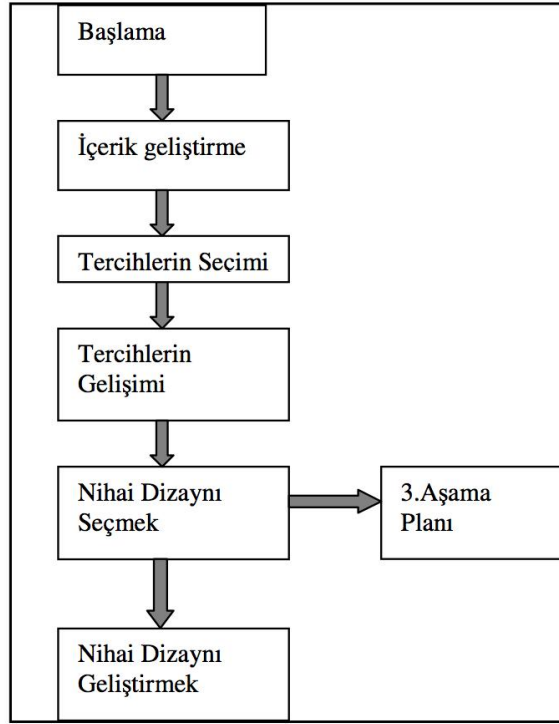 Başlama
İçerik geliştirme
Tercihlerin Seçimi
Tercihlerin
Gelişimi
Nihai Dizaynı
Seçmek
3.Aşama
Planı
Nihai Dizaynı
Geliştirmek